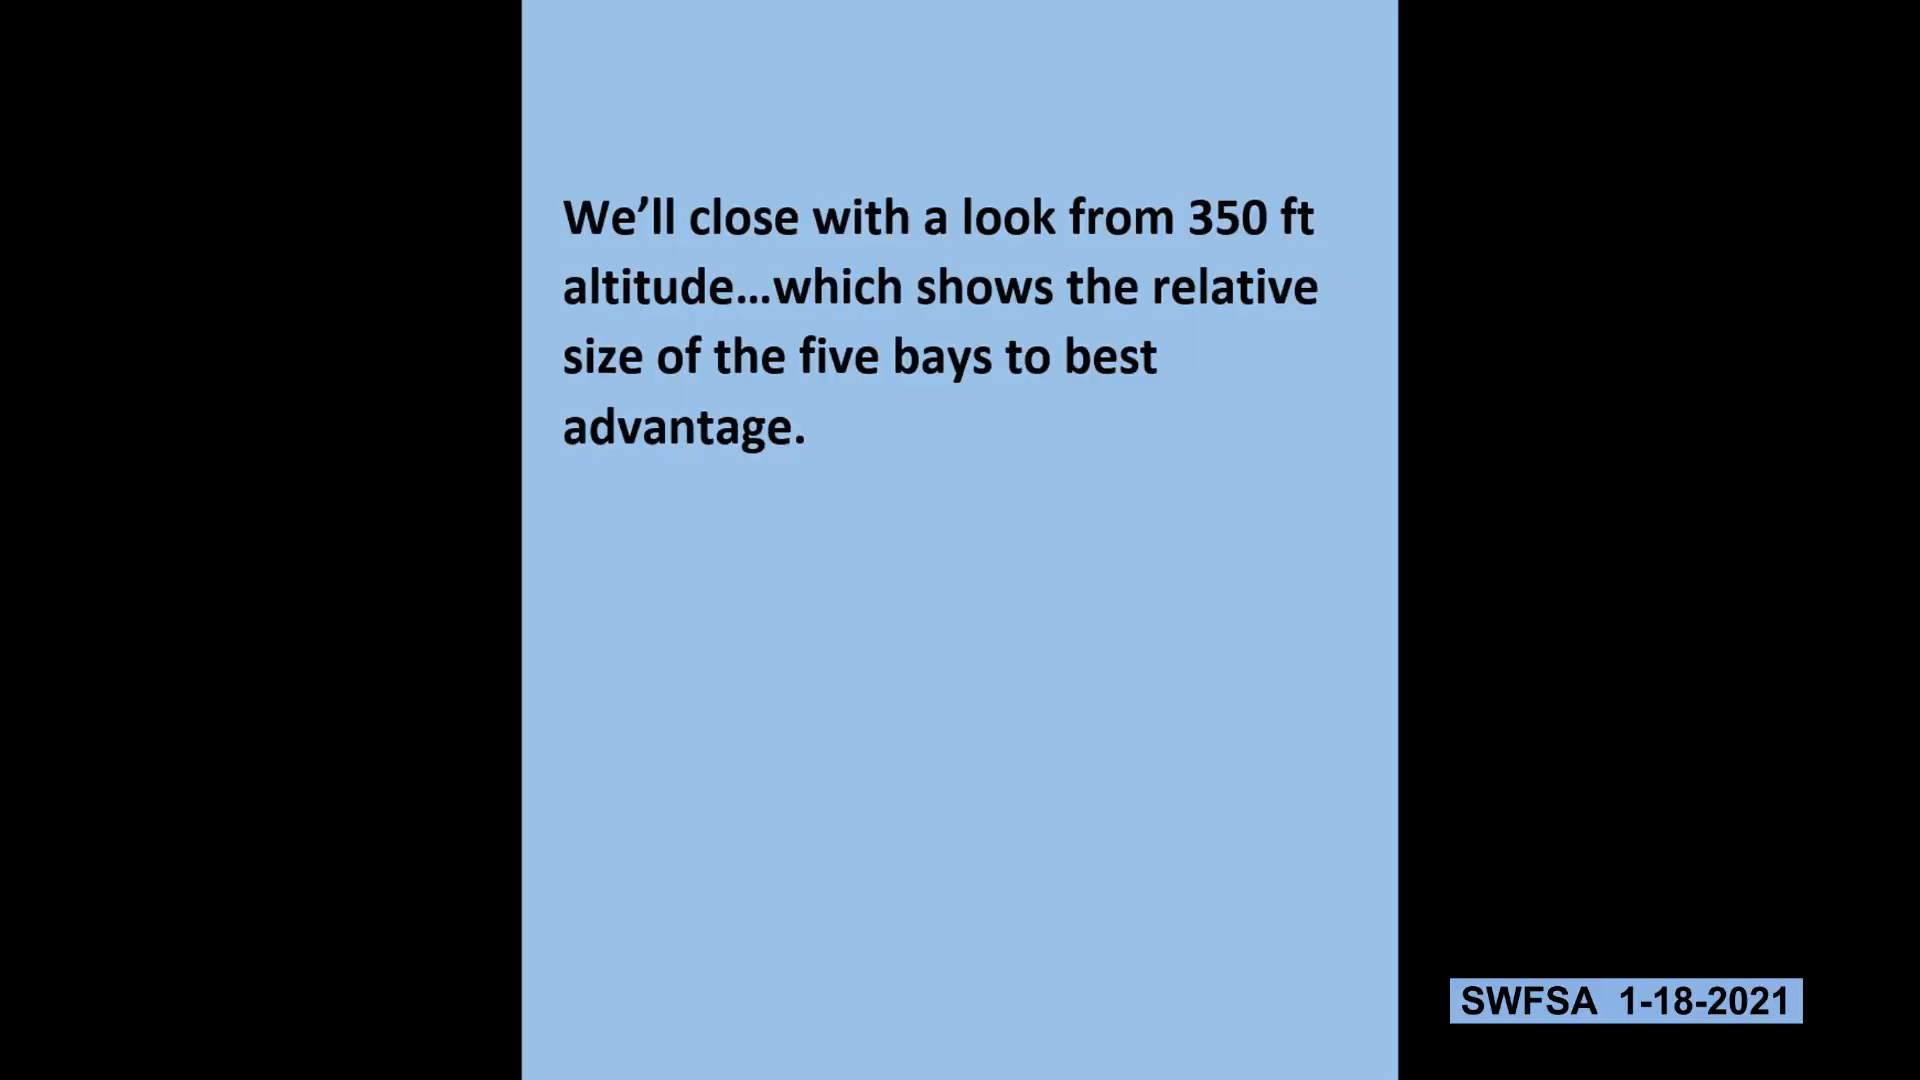 We’ll close with a look from 350 ft
altitude…which shows the relative
size of the five bays to best
advantage.
SWFSA 1-18-2021